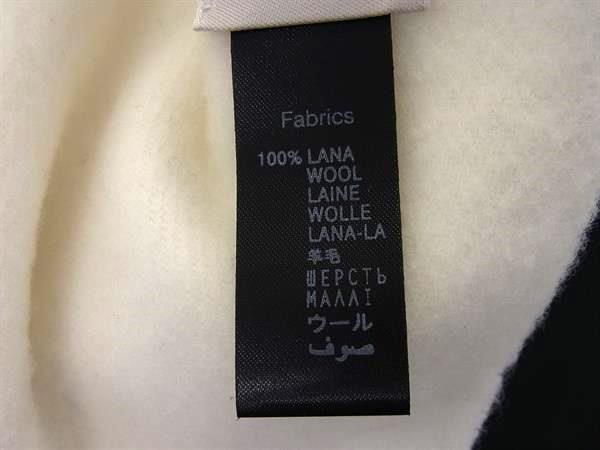 Fabrics
100% LANA
WOOL
LAINE
WOLLE
LANA-LA
羊毛
ШЕРСТЬ
ΜΑΛΛΙ
ウール
صوف